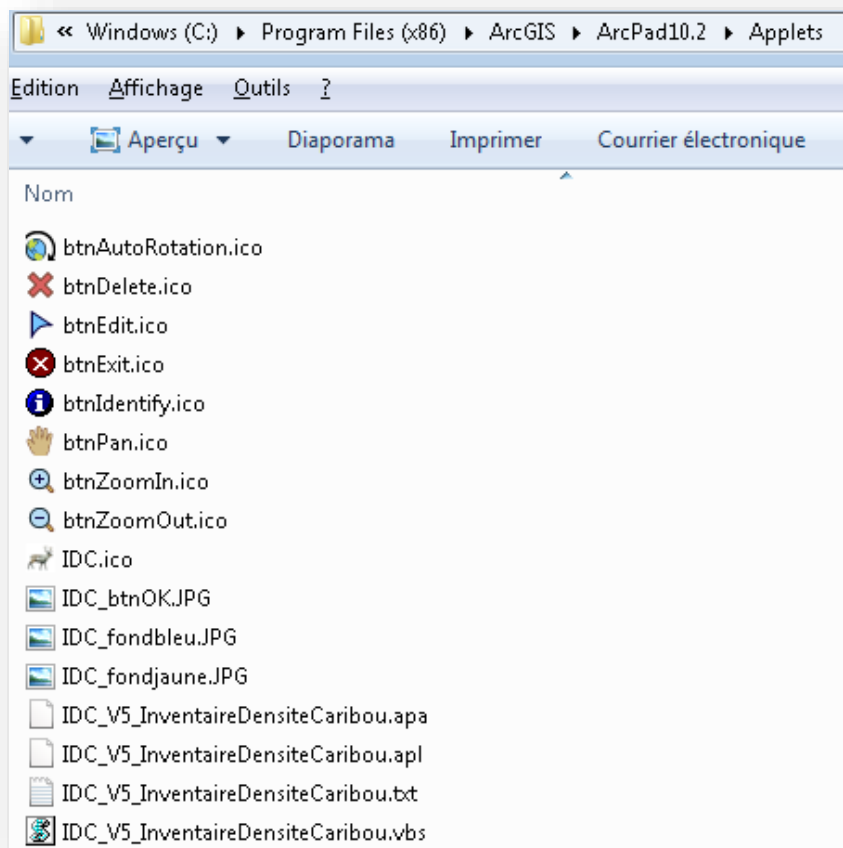 « Windows (C:) ▸ Program Files (x86) ▸ ArcGIS ▸ ArcPad10.2 ▸ Applets
Edition Affichage Outils ?
Aperçu Diaporama Imprimer Courrier électronique
Nom
btnAutoRotation.ico
btnDelete.ico
btnEdit.ico
btnExit.ico
btnIdentify.ico
btnPan.ico
btnZoomIn.ico
btnZoomOut.ico
IDC.ico
IDC_btnOK.JPG
IDC_fondbleu.JPG
IDC_fondjaune.JPG
IDC_V5_InventaireDensiteCaribou.apa
IDC_V5_InventaireDensiteCaribou.apl
IDC_V5_InventaireDensiteCaribou.txt
IDC_V5_InventaireDensiteCaribou.vbs